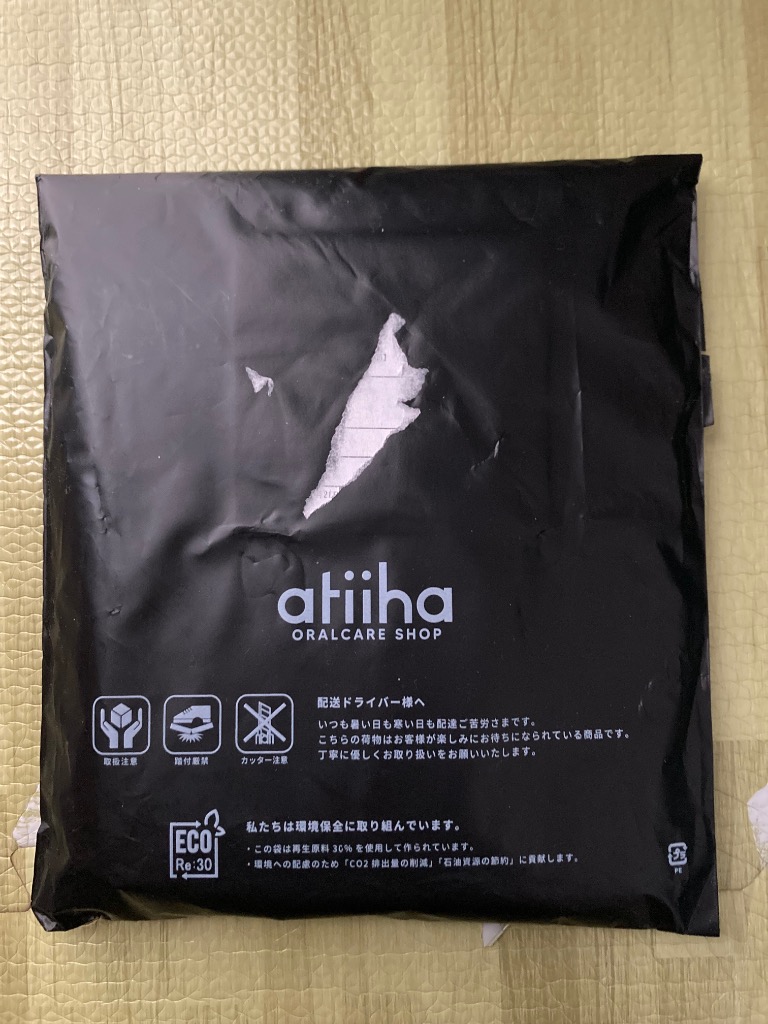 atiiha
ORALCARE SHOP
取扱注意
踏付厳禁
カッター注意
配送ドライバー様へ
いつも暑い日も寒い日も配達ご苦労さまです。
こちらの荷物はお客様が楽しみにお待ちになられている商品です。
丁寧に優しくお取り扱いをお願いいたします。
ECO
Re:30
私たちは環境保全に取り組んでいます。
・この袋は再生原料30%を使用して作られています。
・環境への配慮のため「CO2排出量の削減」「石油資源の節約」に貢献します。
プラ
PE